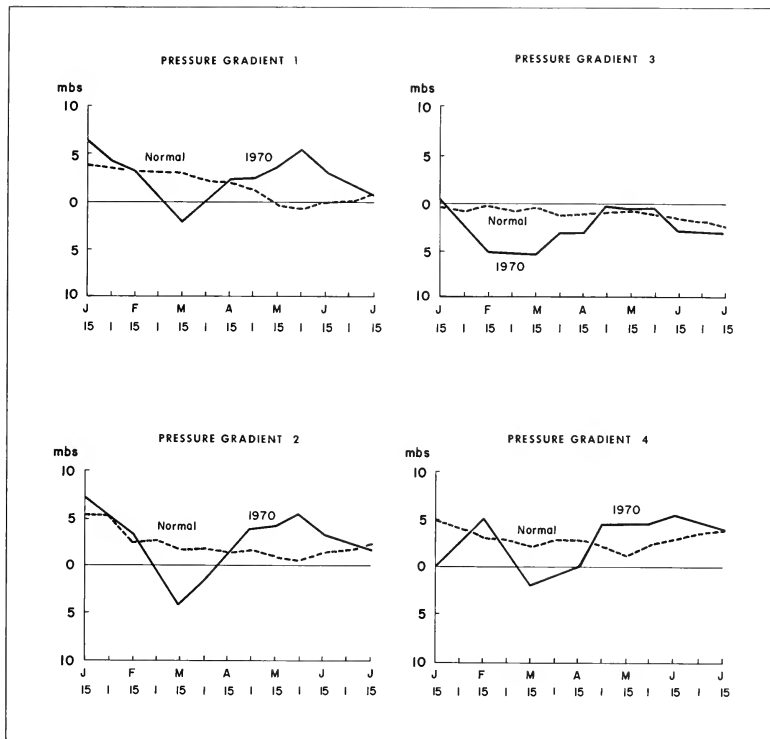 PRESSURE GRADIENT 1
mbs
10
5
0
5
10
Normal
1970
J F M A M J J
15 1 15 1 15 1 15 1 15 1 15 1 15
PRESSURE GRADIENT 3
mbs
10
5
0
5
10
Normal
1970
J F M A M J J
15 1 15 1 15 1 15 1 15 1 15 1 15
PRESSURE GRADIENT 2
mbs
10
5
0
5
10
Normal
1970
J F M A M J J
15 1 15 1 15 1 15 1 15 1 15 1 15
PRESSURE GRADIENT 4
mbs
10
5
0
5
10
Normal
1970
J F M A M J J
15 1 15 1 15 1 15 1 15 1 15 1 15